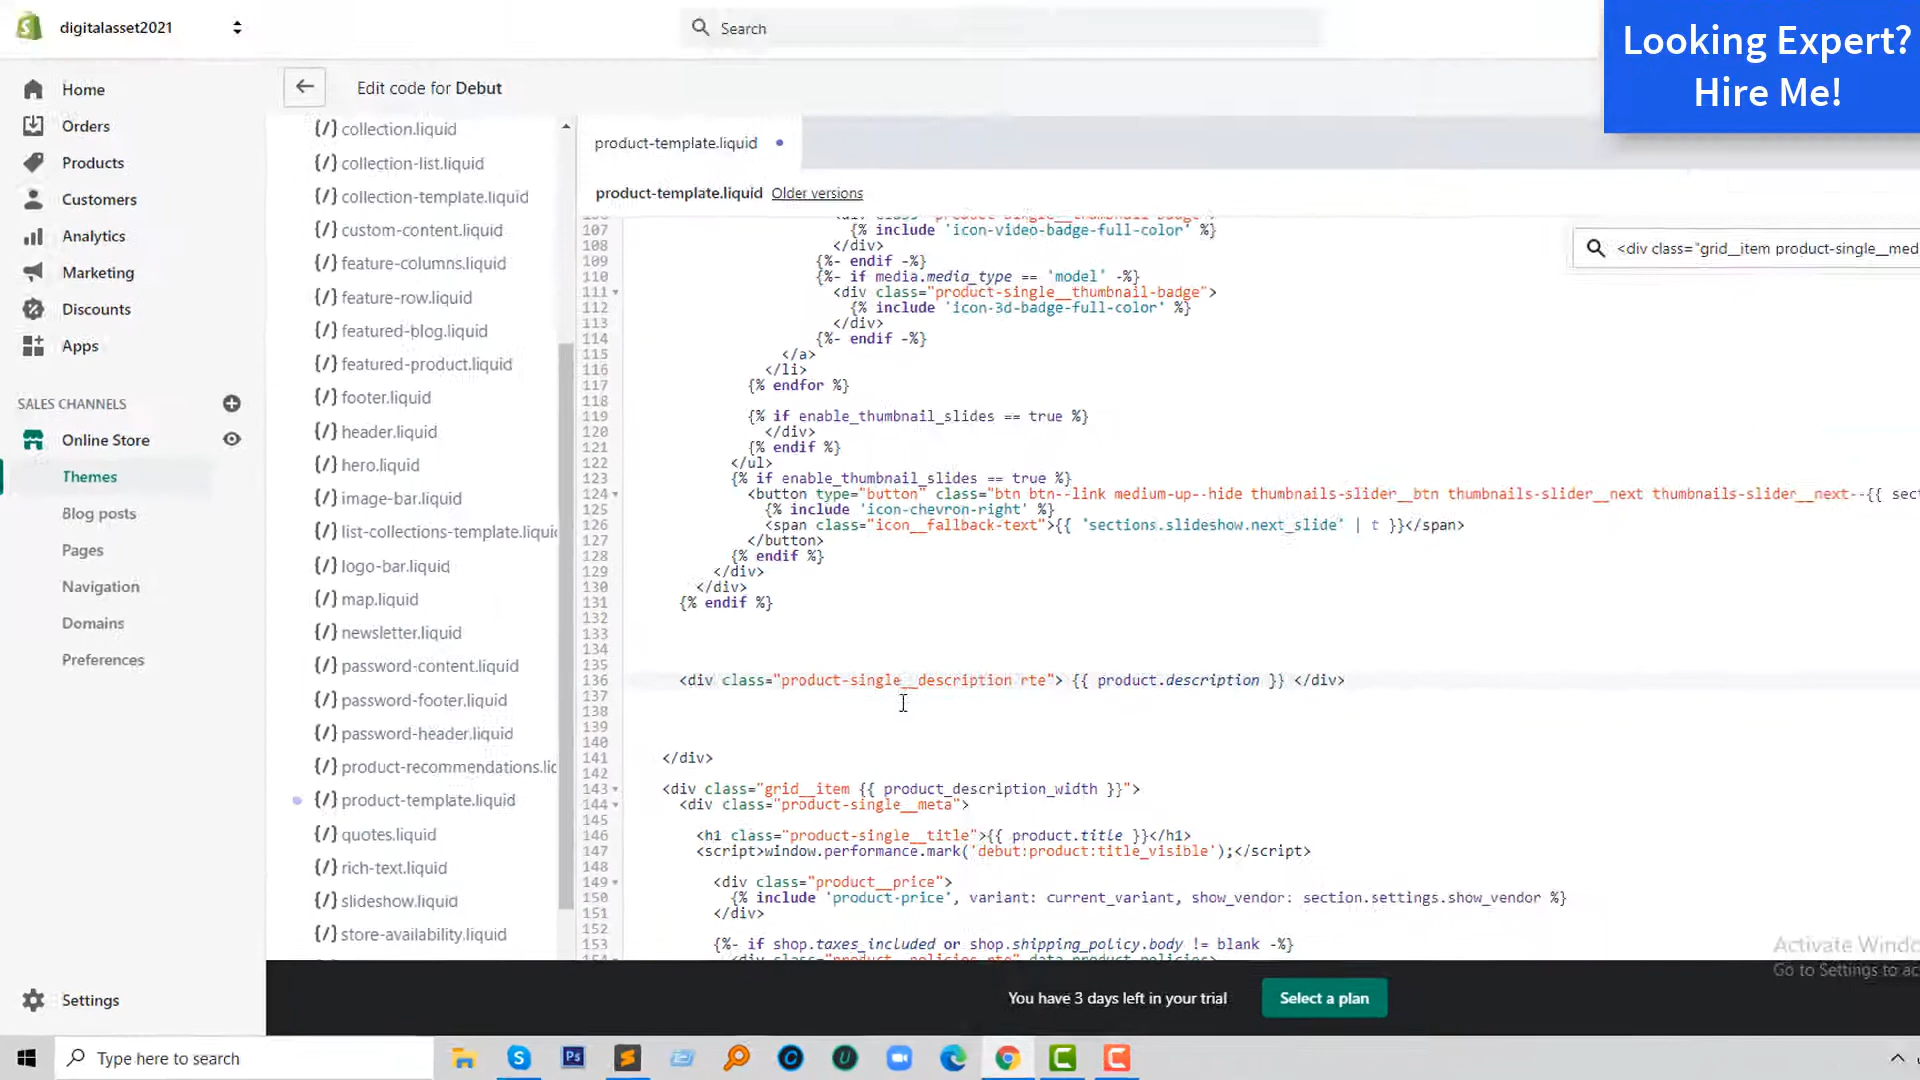 digitalasset2021
Search
Looking Expert?
Hire Me!
Home
Orders
Products
Customers
Analytics
Marketing
Discounts
Apps
SALES CHANNELS
Online Store
Themes
Blog posts
Pages
Navigation
Domains
Preferences
Settings
Edit code for Debut
{/} collection.liquid
{/} collection-list.liquid
{/} collection-template.liquid
{/} custom-content.liquid
{/} feature-columns.liquid
{/} feature-row.liquid
{/} featured-blog.liquid
{/} featured-product.liquid
{/} footer.liquid
{/} header.liquid
{/} hero.liquid
{/} image-bar.liquid
{/} list-collections-template.liquid
{/} logo-bar.liquid
{/} map.liquid
{/} newsletter.liquid
{/} password-content.liquid
{/} password-footer.liquid
{/} password-header.liquid
{/} product-recommendations.lic
{/} product-template.liquid
{/} quotes.liquid
{/} rich-text.liquid
{/} slideshow.liquid
{/} store-availability.liquid
product-template.liquid
product-template.liquid Older versions
<div class="grid__item product-single__med
107 {% include 'icon-video-badge-full-color' %}
108 </div>
109 {%- endif -%}
110 {%- if media.media_type == 'model' -%}
111 <div class="product-single__thumbnail-badge">
112 {% include 'icon-3d-badge-full-color' %}
113 </div>
114 {%- endif -%}
115 </a>
116 </li>
117 {% endfor %}
118
119 {% if enable_thumbnail_slides == true %}
120 </div>
121 {% endif %}
122 </ul>
123 {% if enable_thumbnail_slides == true %}
124 <button type="button" class="btn btn--link medium-up--hide thumbnails-slider__btn thumbnails-slider__next thumbnails-slider__next--{{ sec
125 {% include 'icon-chevron-right' %}
126 <span class="icon__fallback-text">{{ 'sections.slideshow.next_slide' | t }}</span>
127 </button>
128 {% endif %}
129 </div>
130 </div>
131 {% endif %}
132
133
134
135
136 <div class="product-single__description rte"> {{ product.description }} </div>
137
138
139
140
141 </div>
142
143 <div class="grid__item {{ product_description_width }}">
144 <div class="product-single__meta">
145
146 <h1 class="product-single__title">{{ product.title }}</h1>
147 <script>window.performance.mark('debut:product:title_visible');</script>
148
149 <div class="product__price">
150 {% include 'product-price', variant: current_variant, show_vendor: section.settings.show_vendor %}
151 </div>
152
153 {%- if shop.taxes_included or shop.shipping_policy.body != blank -%}
Activate Windo
Go to Settings to ac
You have 3 days left in your trial
Select a plan
Type here to search